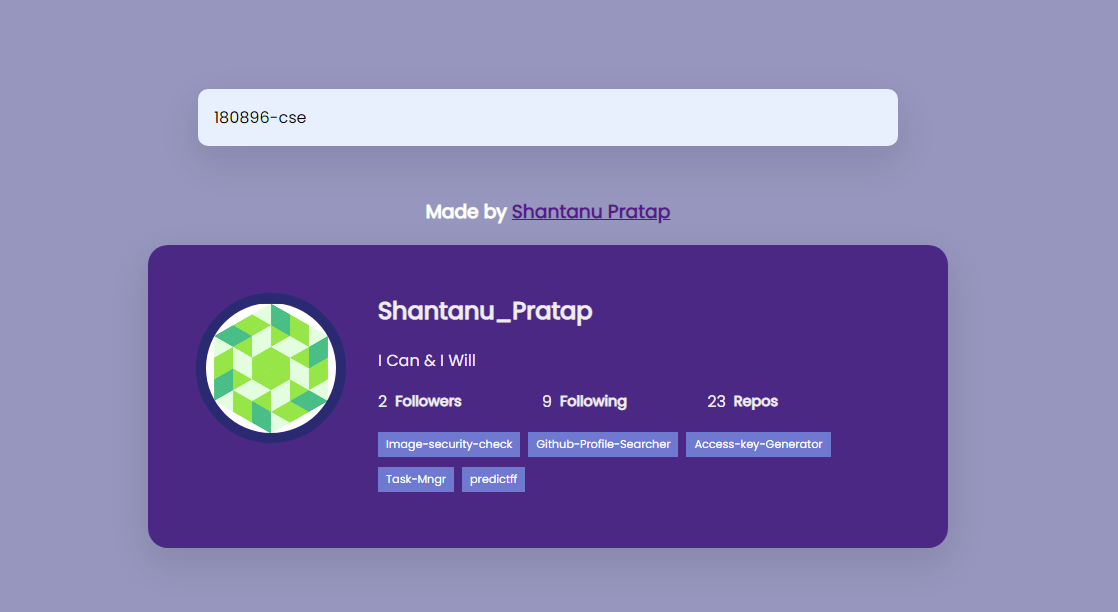 180896-cse
Made by Shantanu Pratap
Shantanu_Pratap
I Can & I Will
2 Followers 9 Following 23 Repos
Image-security-check Github-Profile-Searcher Access-key-Generator
Task-Mngr predictff